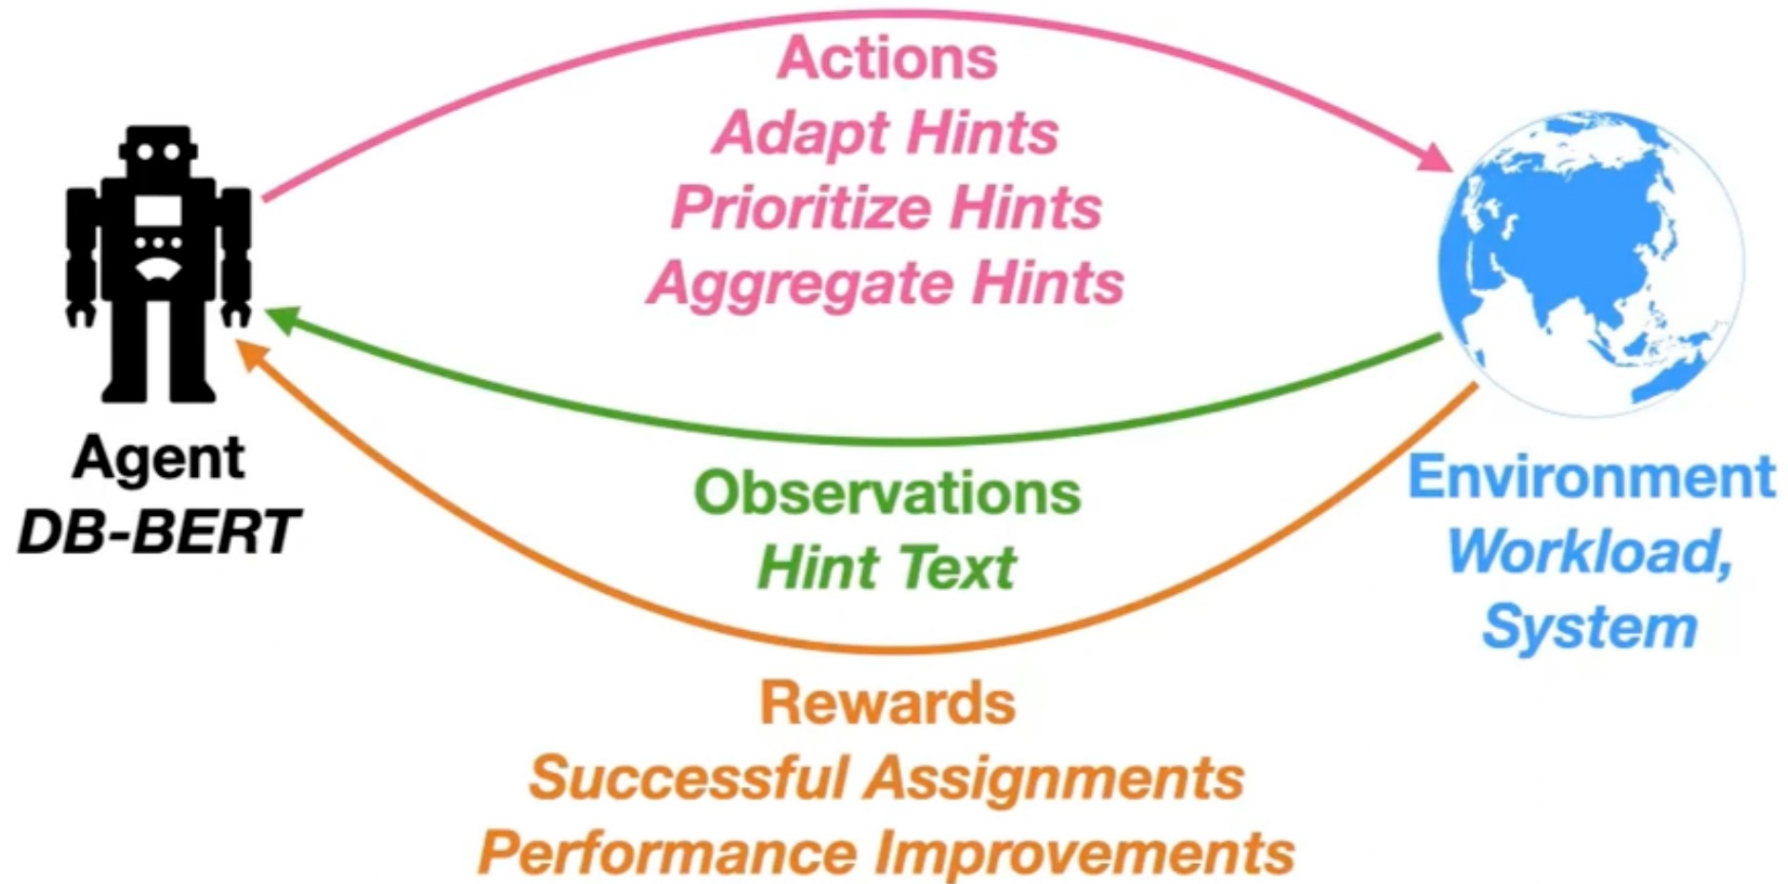 Actions
Adapt Hints
Prioritize Hints
Aggregate Hints
Agent
DB-BERT
Observations
Hint Text
Environment
Workload,
System
Rewards
Successful Assignments
Performance Improvements